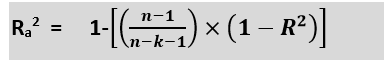 Rₐ² = 1-[((n-1)/(n-k-1)) × (1 − R²)]